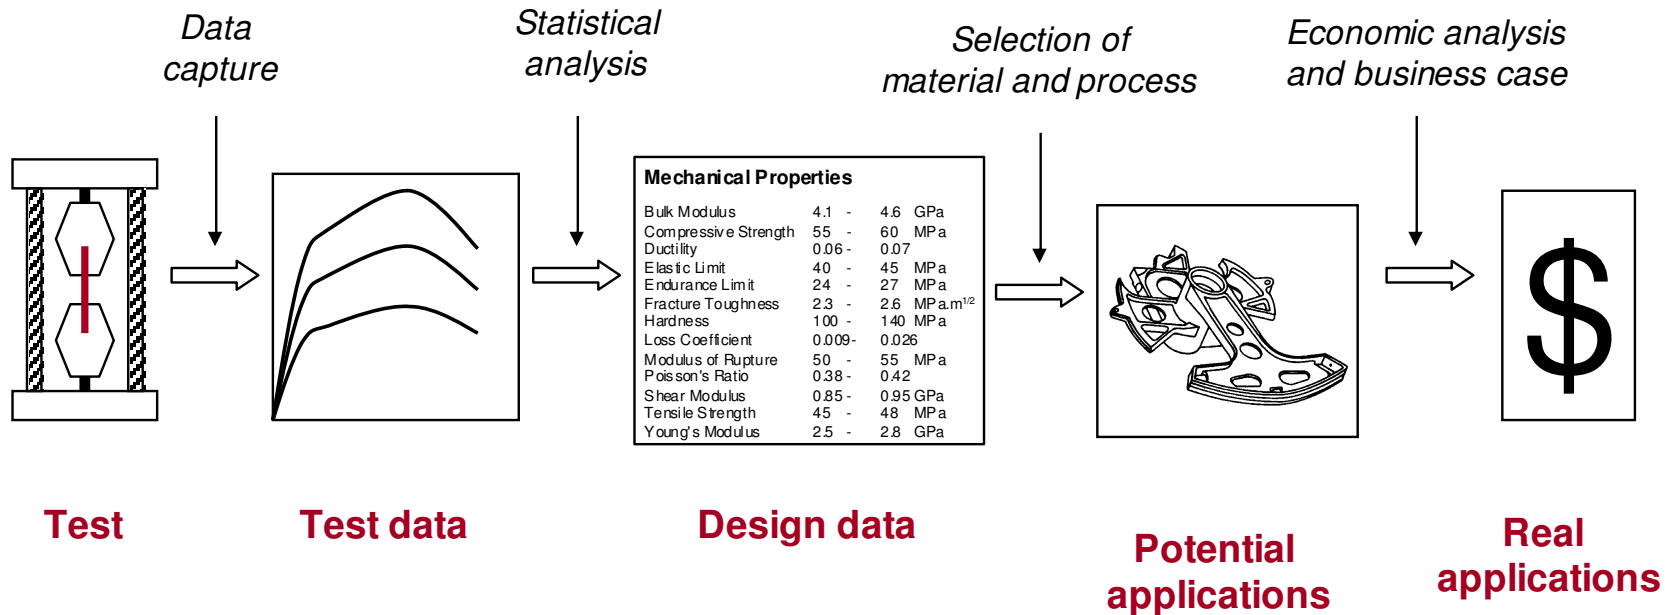 Data
capture
Statistical
analysis
Selection of
material and process
Economic analysis
and business case
Mechanical Properties
Bulk Modulus 4.1 - 4.6 GPa
Compressive Strength 55 - 60 MPa
Ductility 0.06 - 0.07
Elastic Limit 40 - 45 MPa
Endurance Limit 24 - 27 MPa
Fracture Toughness 2.3 - 2.6 MPa.m^1/2
Hardness 100 - 140 MPa
Loss Coefficient 0.009 - 0.026
Modulus of Rupture 50 - 55 MPa
Poisson's Ratio 0.38 - 0.42
Shear Modulus 0.85 - 0.95 GPa
Tensile Strength 45 - 48 MPa
Young's Modulus 2.5 - 2.8 GPa
$
Test
Test data
Design data
Potential
applications
Real
applications